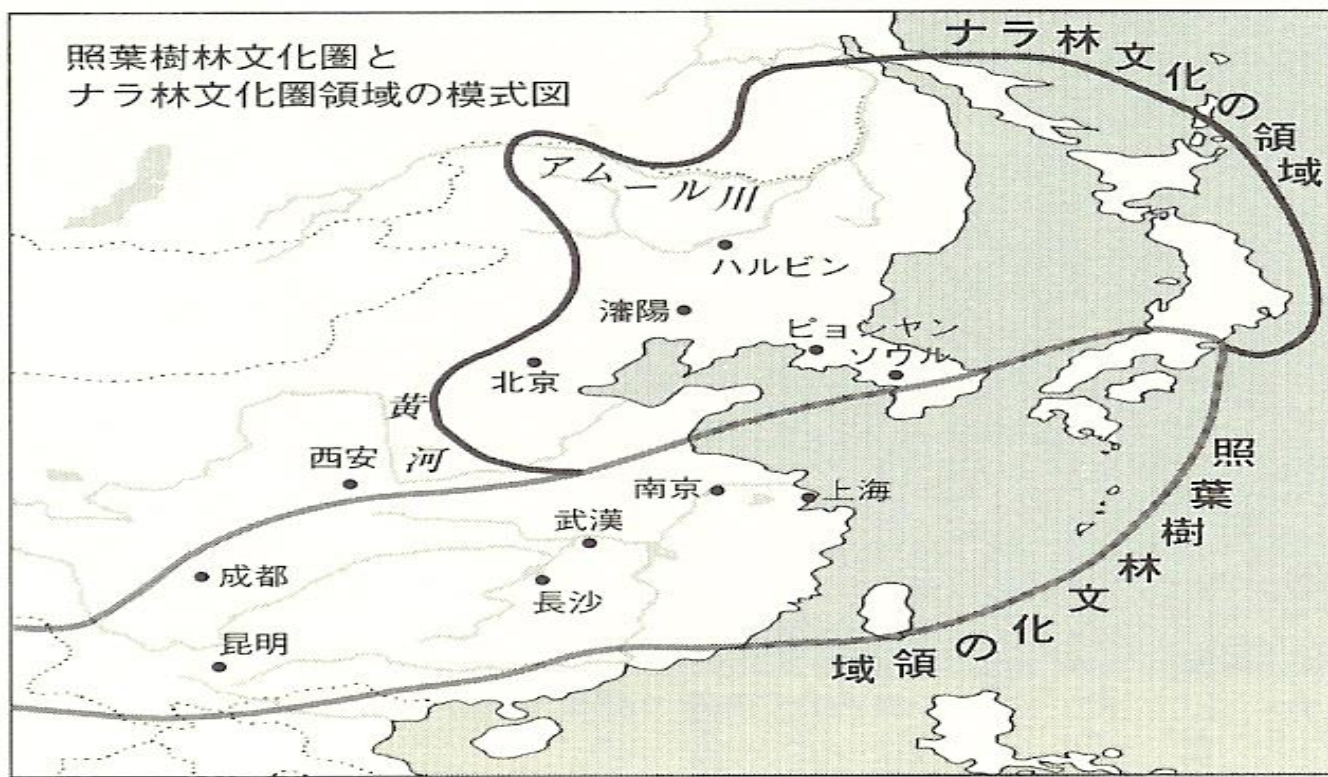 照葉樹林文化圏と
ナラ林文化圏領域の模式図
ナラ林文化の領域
アムール川
ハルビン
瀋陽
ピョンヤン
ソウル
北京
黄河
西安
南京
上海
武漢
成都
長沙
昆明
照葉樹林文化の領域